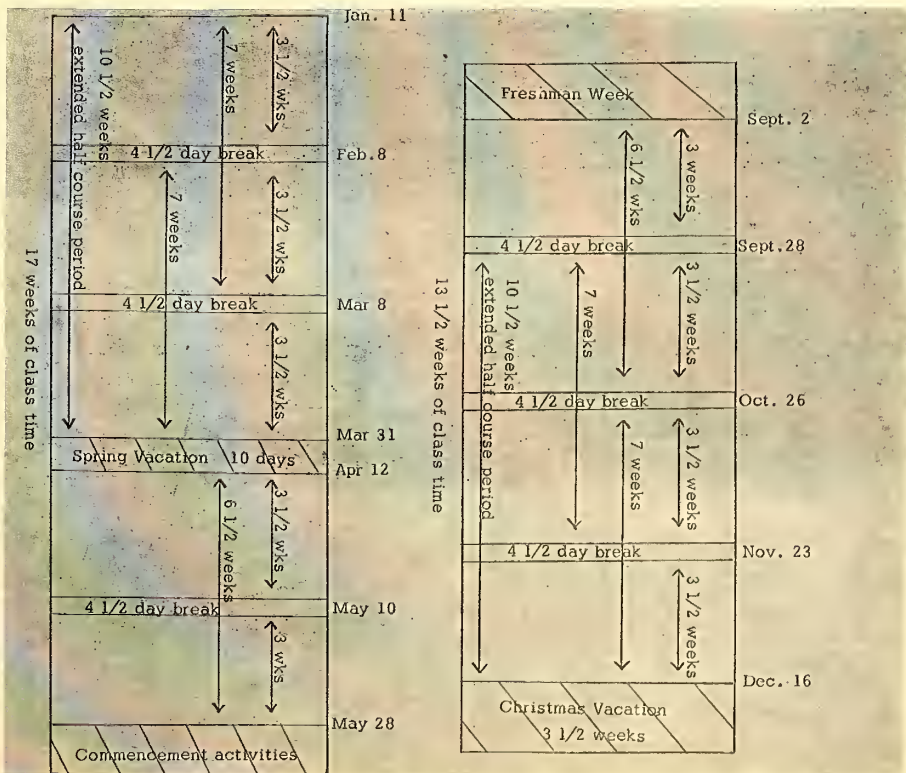 Jan. 11
3 1/2 wks
7 weeks
10 1/2 weeks
extended half course period
4 1/2 day break
Feb. 8
3 1/2 wks
7 weeks
17 weeks of class time
4 1/2 day break
Mar 8
3 1/2 wks
Mar 31
Spring Vacation 10 days
Apr 12
3 1/2 wks
6 1/2 weeks
4 1/2 day break
May 10
3 wks
May 28
Commencement activities
Freshman Week
Sept. 2
3 weeks
6 1/2 wks
4 1/2 day break
Sept. 28
3 1/2 weeks
7 weeks
10 1/2 weeks
extended half course period
13 1/2 weeks of class time
4 1/2 day break
Oct. 26
3 1/2 weeks
7 weeks
4 1/2 day break
Nov. 23
3 1/2 weeks
Dec. 16
Christmas Vacation
3 1/2 weeks